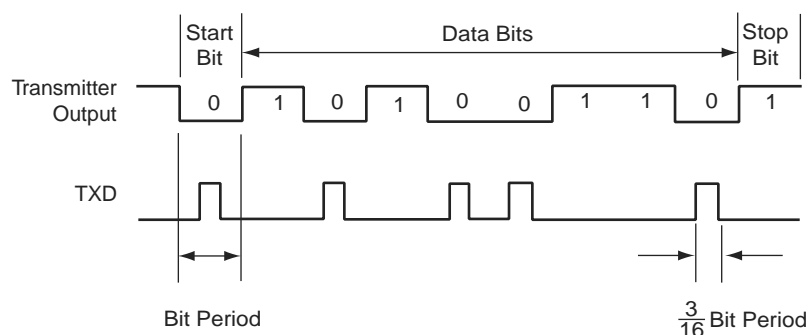 Start
Bit
Data Bits
Stop
Bit
Transmitter
Output
0 1 0 1 0 0 1 1 0 1
TXD
Bit Period
3
16 Bit Period